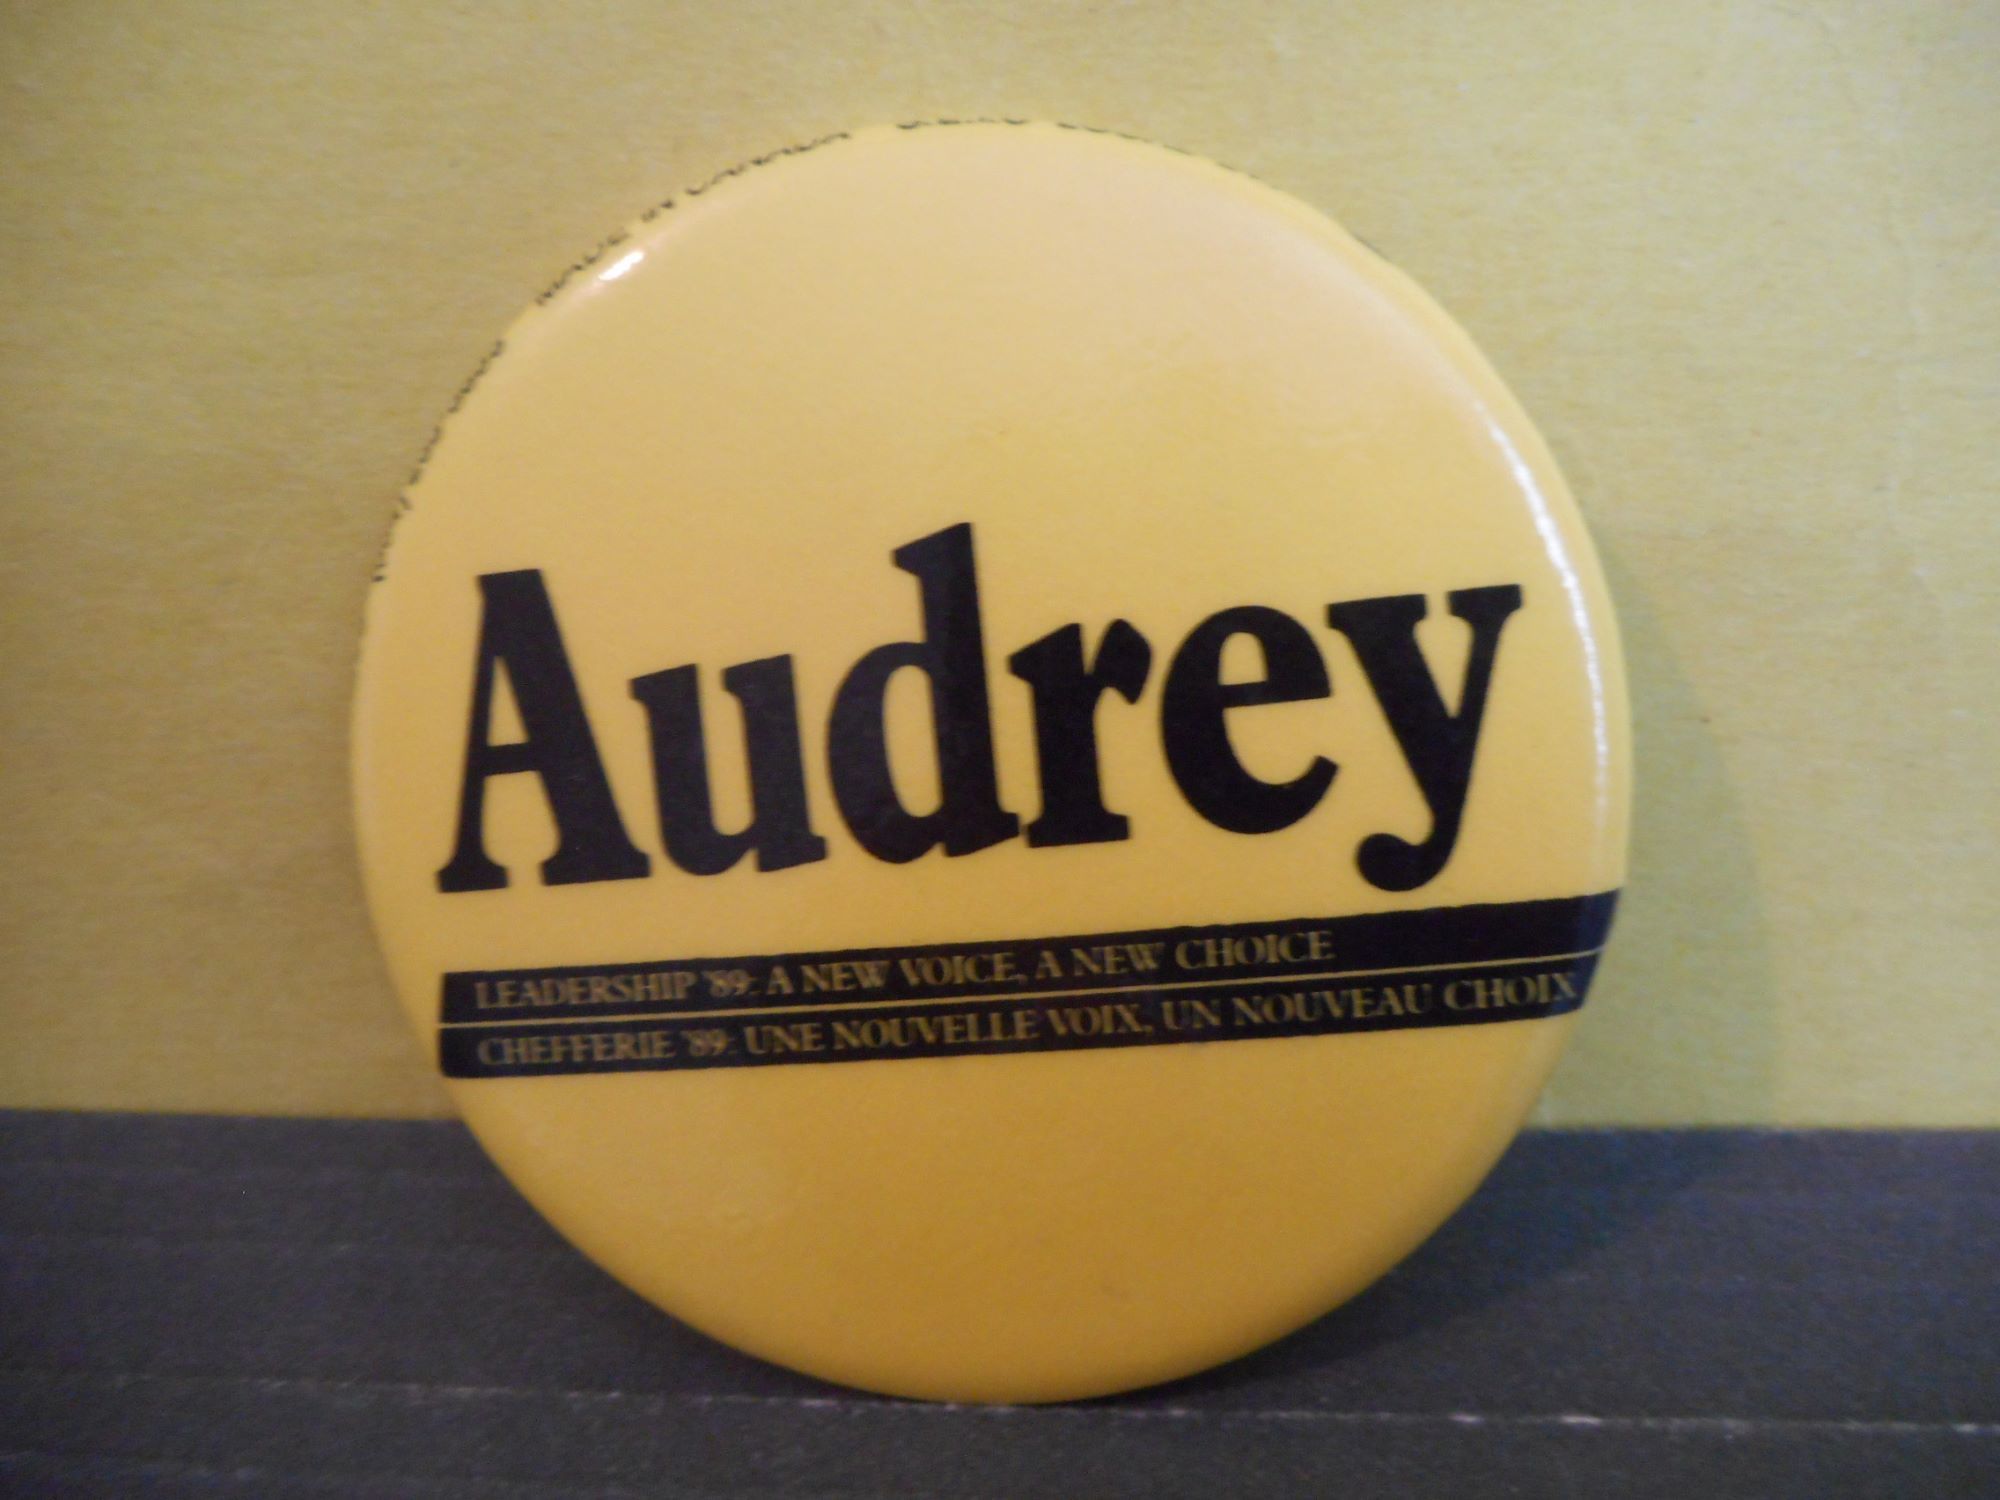 Audrey
LEADERSHIP '89: A NEW VOICE, A NEW CHOICE
CHEFFERIE '89: UNE NOUVELLE VOIX, UN NOUVEAU CHOIX